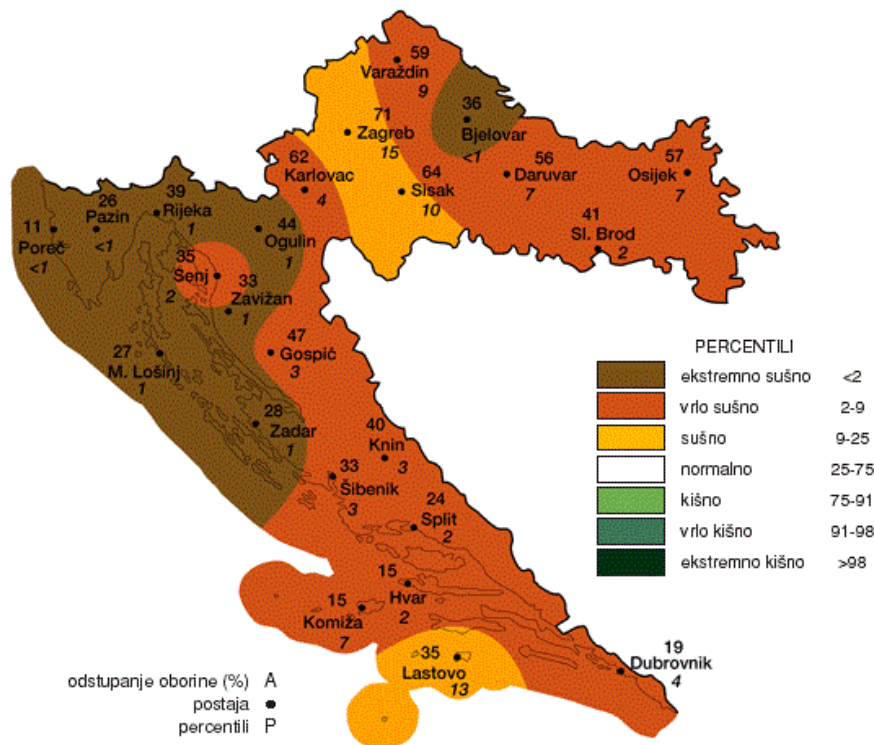 59
Varaždin
9
36
Bjelovar
<1
71
Zagreb
15
62
Karlovac
4
64
Sisak
10
56
Daruvar
7
57
Osijek
7
41
Sl. Brod
2
39
Rijeka
1
26
Pazin
<1
11
Poreč
<1
44
Ogulin
1
35
Senj
2
33
Zavižan
1
47
Gospić
3
27
M. Lošinj
1
28
Zadar
1
40
Knin
3
33
Šibenik
3
24
Split
2
15
Hvar
2
15
Komiža
7
35
Lastovo
13
19
Dubrovnik
4
PERCENTILI
ekstremno sušno <2
vrlo sušno 2-9
sušno 9-25
normalno 25-75
kišno 75-91
vrlo kišno 91-98
ekstremno kišno >98
odstupanje oborine (%) A
postaja ●
percentili P